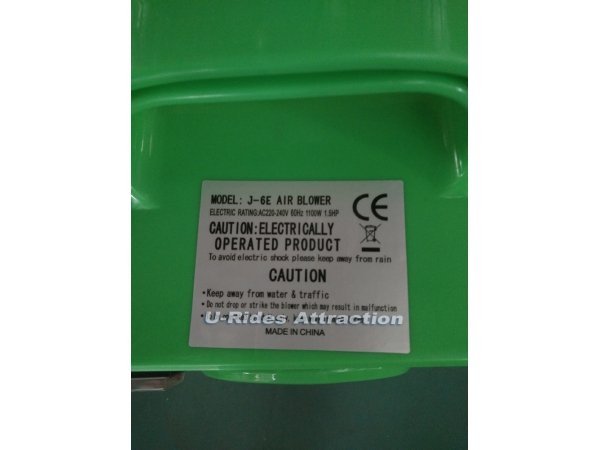 MODEL: J-6E AIR BLOWER
ELECTRIC RATING:AC220-240V 60Hz 1100W 1.5HP
CE
CAUTION:ELECTRICALLY
OPERATED PRODUCT
To avoid electric shock please keep away from rain
CAUTION
•Keep away from water & traffic
• Do not drop or strike the blower which may result in malfunction
U-Rides Attraction
MADE IN CHINA